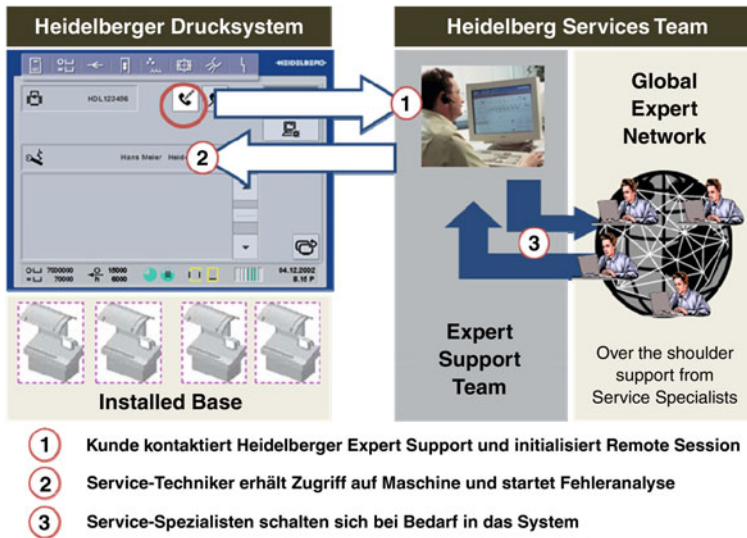 Heidelberger Drucksystem
Heidelberg Services Team
HEIDELBERG
HDL123456
Hans Meier
1
2
04.12.2002
Installed Base
Expert
Support
Team
3
Global
Expert
Network
Over the shoulder
support from
Service Specialists
1 Kunde kontaktiert Heidelberger Expert Support und initialisiert Remote Session
2 Service-Techniker erhält Zugriff auf Maschine und startet Fehleranalyse
3 Service-Spezialisten schalten sich bei Bedarf in das System